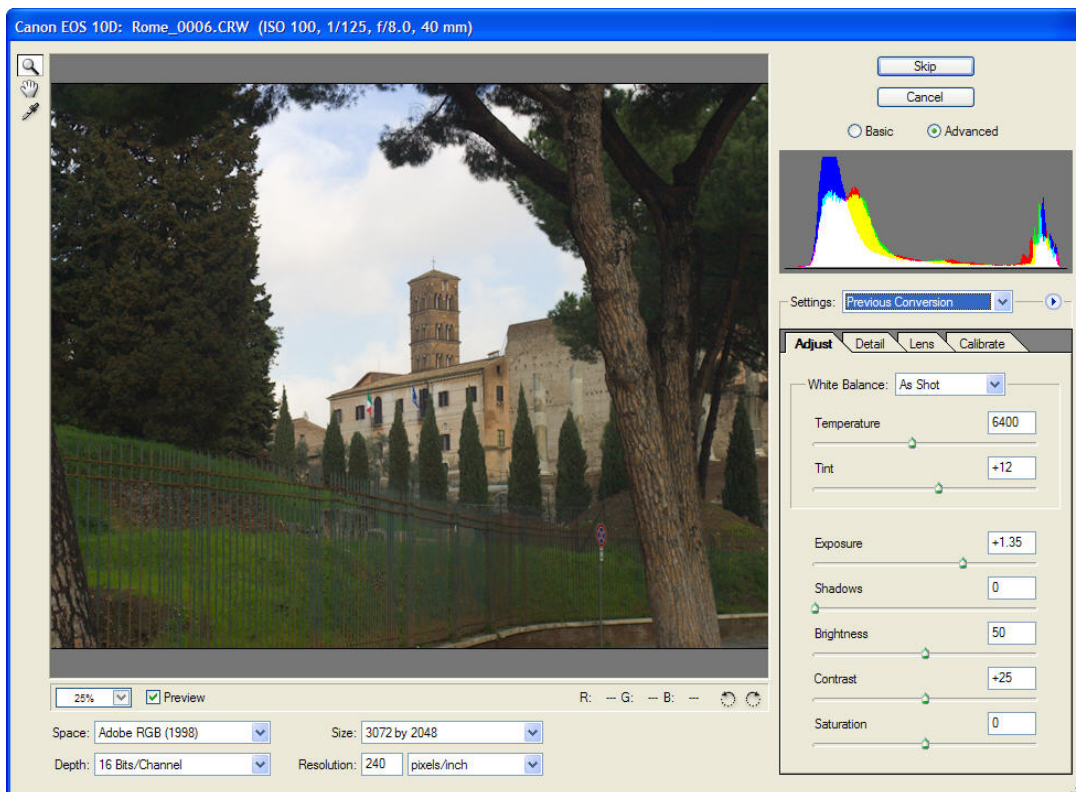 Canon EOS 10D: Rome_0006.CRW (ISO 100, 1/125, f/8.0, 40 mm)
Skip
Cancel
Basic Advanced
Settings: Previous Conversion
Adjust Detail Lens Calibrate
White Balance: As Shot
Temperature 6400
Tint +12
Exposure +1.35
Shadows 0
Brightness 50
Contrast +25
Saturation 0
25% Preview R: --- G: --- B: ---
Space: Adobe RGB (1998) Size: 3072 by 2048
Depth: 16 Bits/Channel Resolution: 240 pixels/inch